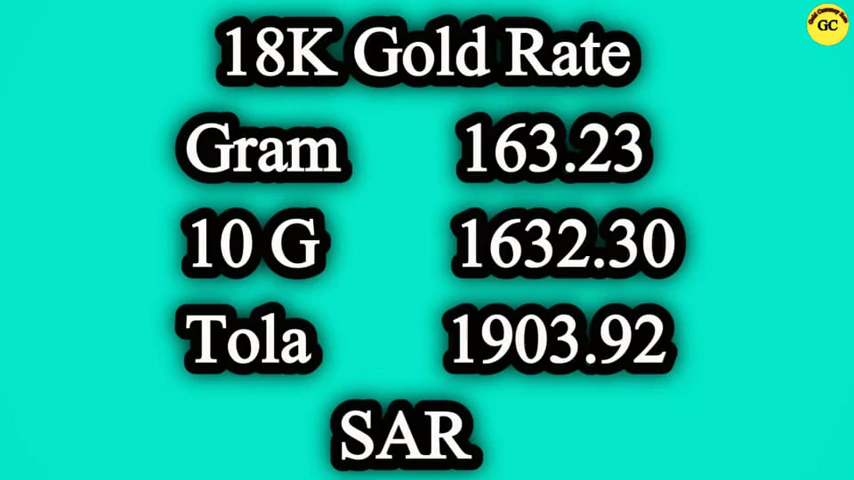 18K Gold Rate
Gram 163.23
10 G 1632.30
Tola 1903.92
SAR
GC